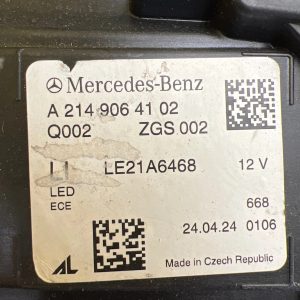 Mercedes-Benz
A 214 906 41 02
Q002 ZGS 002
LI LE21A6468 12 V
LED
ECE 668
24.04.24 0106
AL Made in Czech Republic